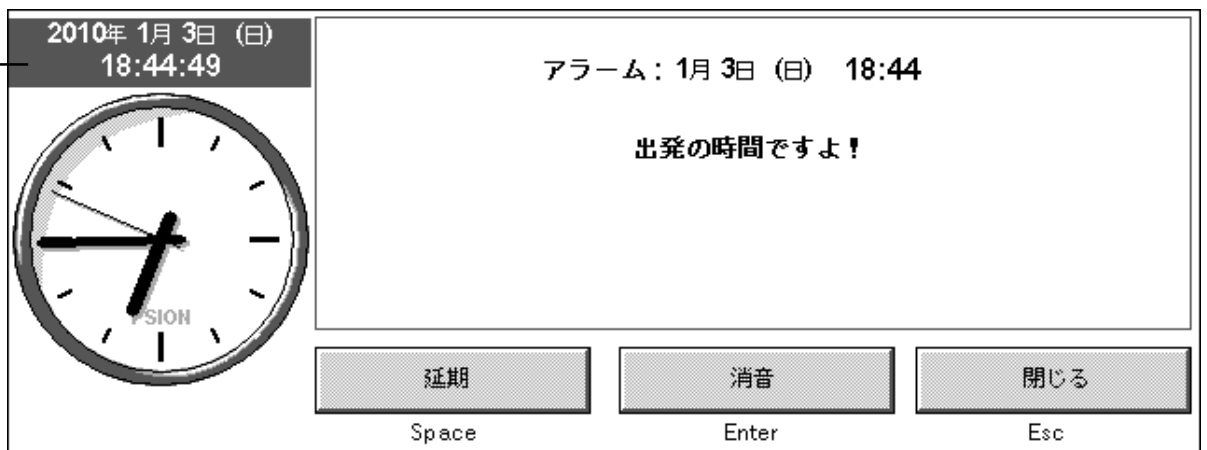 2010年 1月 3日 (日)
18:44:49
PSION
アラーム : 1月 3日 (日) 18:44
出発の時間ですよ！
延期
消音
閉じる
Space
Enter
Esc